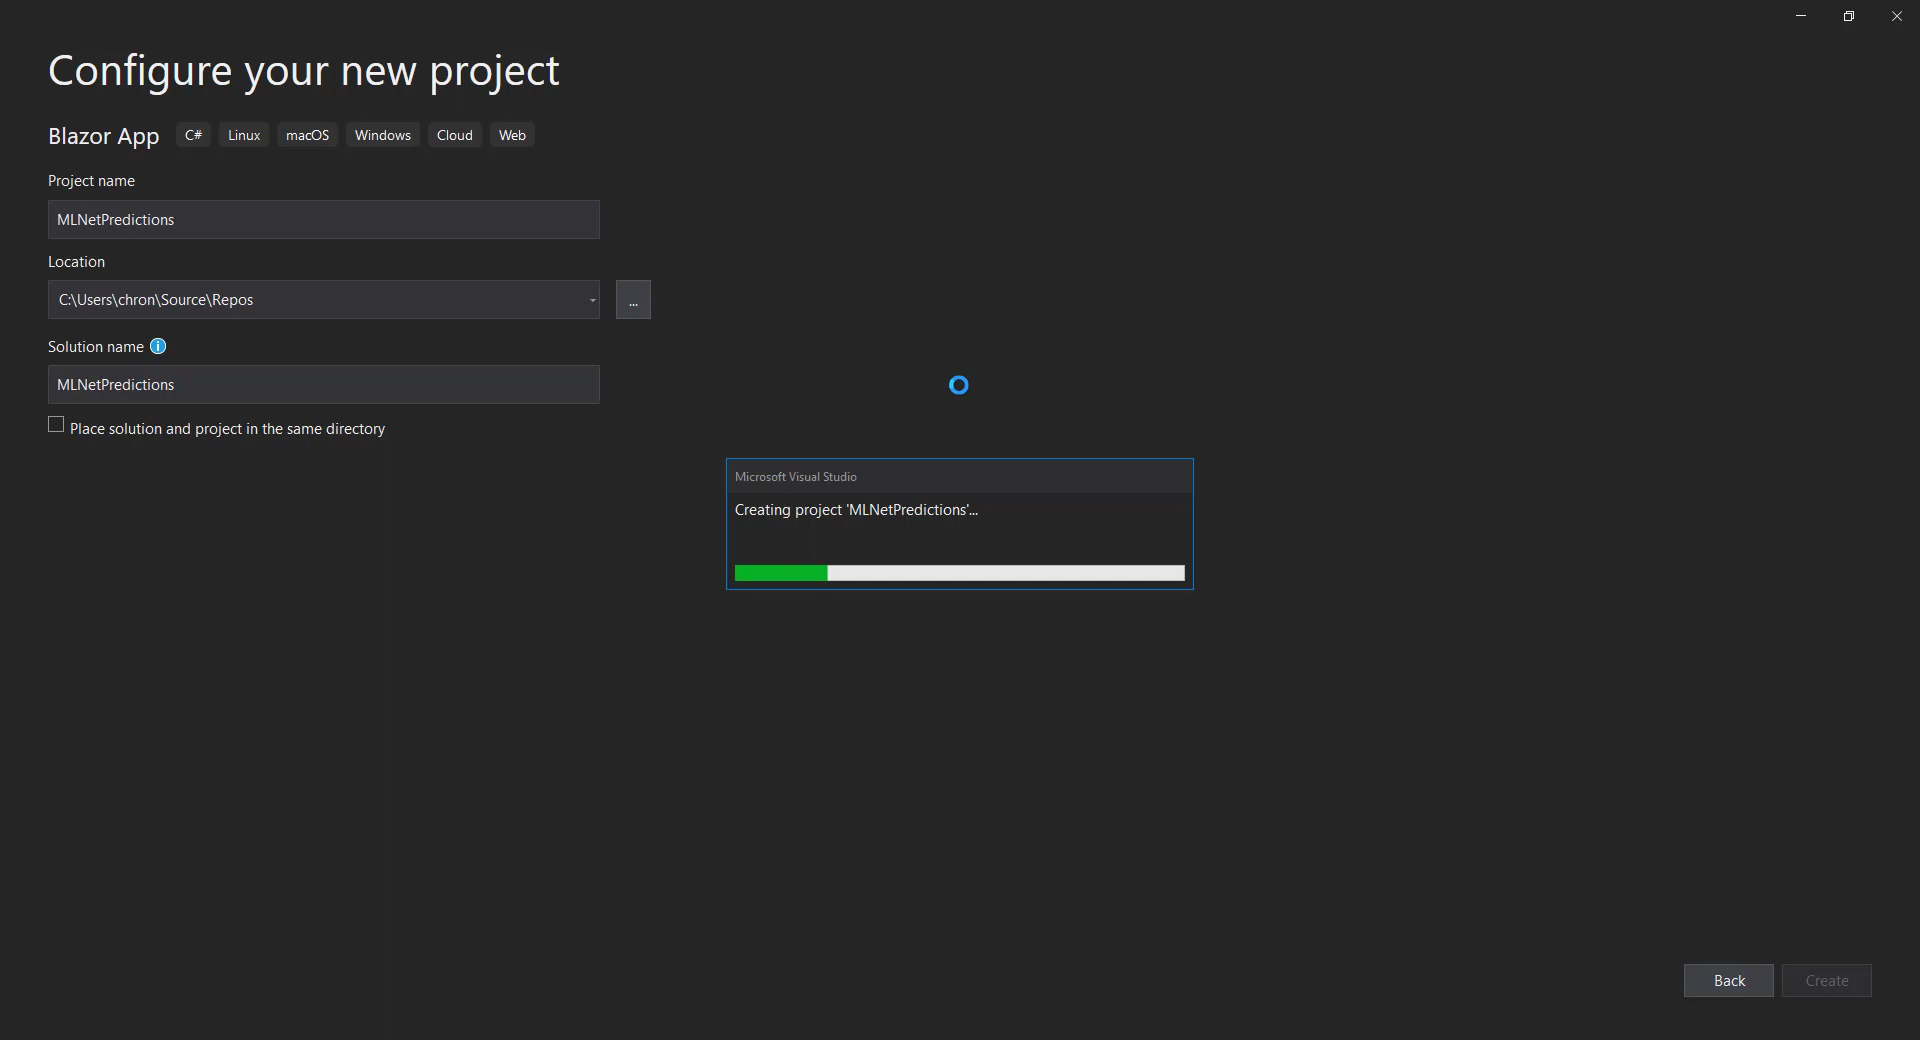 Configure your new project
Blazor App C# Linux macOS Windows Cloud Web
Project name
MLNetPredictions
Location
C:\Users\chron\Source\Repos
...
Solution name
MLNetPredictions
Place solution and project in the same directory
Microsoft Visual Studio
Creating project 'MLNetPredictions'...
Back Create